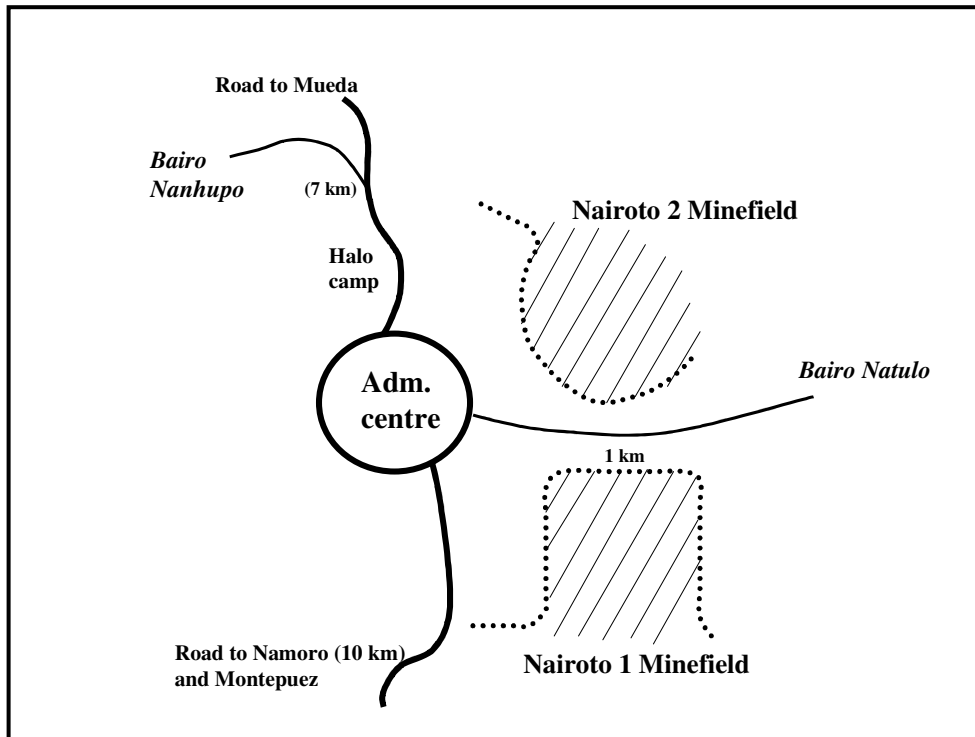 Road to Mueda
Bairo
Nanhupo
(7 km)
Nairoto 2 Minefield
Halo
camp
Adm.
centre
Bairo Natulo
1 km
Road to Namoro (10 km)
and Montepuez
Nairoto 1 Minefield